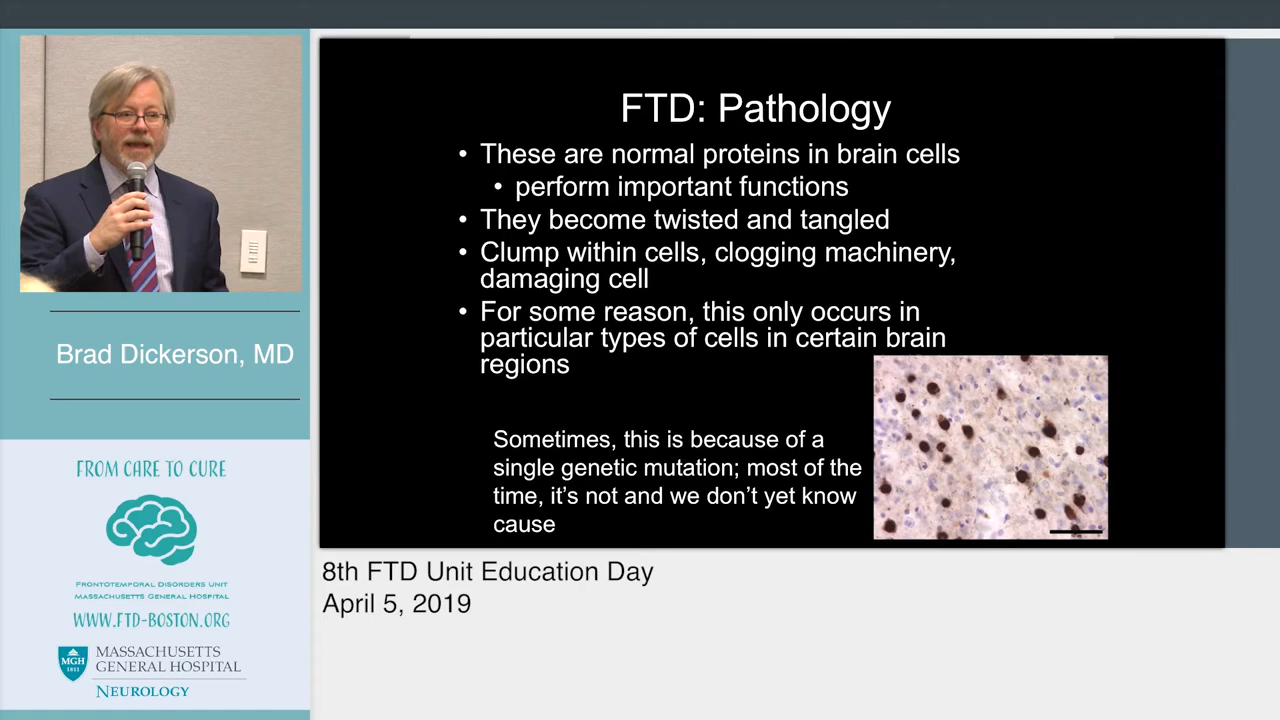 FTD: Pathology
• These are normal proteins in brain cells
• perform important functions
• They become twisted and tangled
• Clump within cells, clogging machinery,
damaging cell
• For some reason, this only occurs in
particular types of cells in certain brain
regions
Sometimes, this is because of a
single genetic mutation; most of the
time, it's not and we don't yet know
cause
Brad Dickerson, MD
FROM CARE TO CURE
FRONTOTEMPORAL DISORDERS UNIT
MASSACHUSETTS GENERAL HOSPITAL
WWW.FTD-BOSTON.ORG
MGH
1811
MASSACHUSETTS
GENERAL HOSPITAL
NEUROLOGY
8th FTD Unit Education Day
April 5, 2019